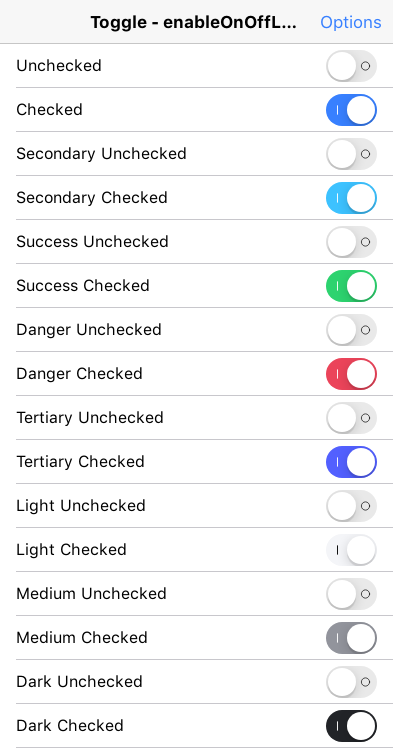 Toggle - enableOnOffL...
Options
Unchecked
Checked
Secondary Unchecked
Secondary Checked
Success Unchecked
Success Checked
Danger Unchecked
Danger Checked
Tertiary Unchecked
Tertiary Checked
Light Unchecked
Light Checked
Medium Unchecked
Medium Checked
Dark Unchecked
Dark Checked